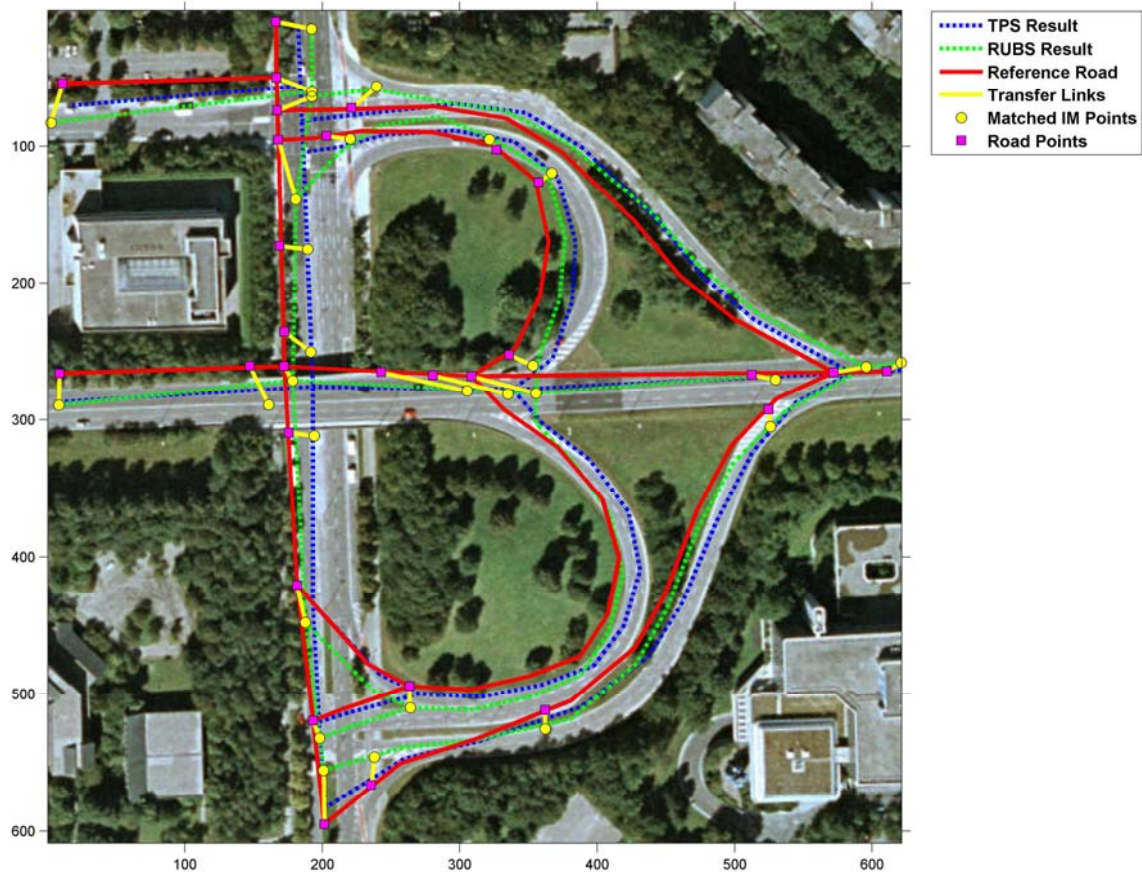 TPS Result
RUBS Result
Reference Road
Transfer Links
Matched IM Points
Road Points
100
200
300
400
500
600
100
200
300
400
500
600